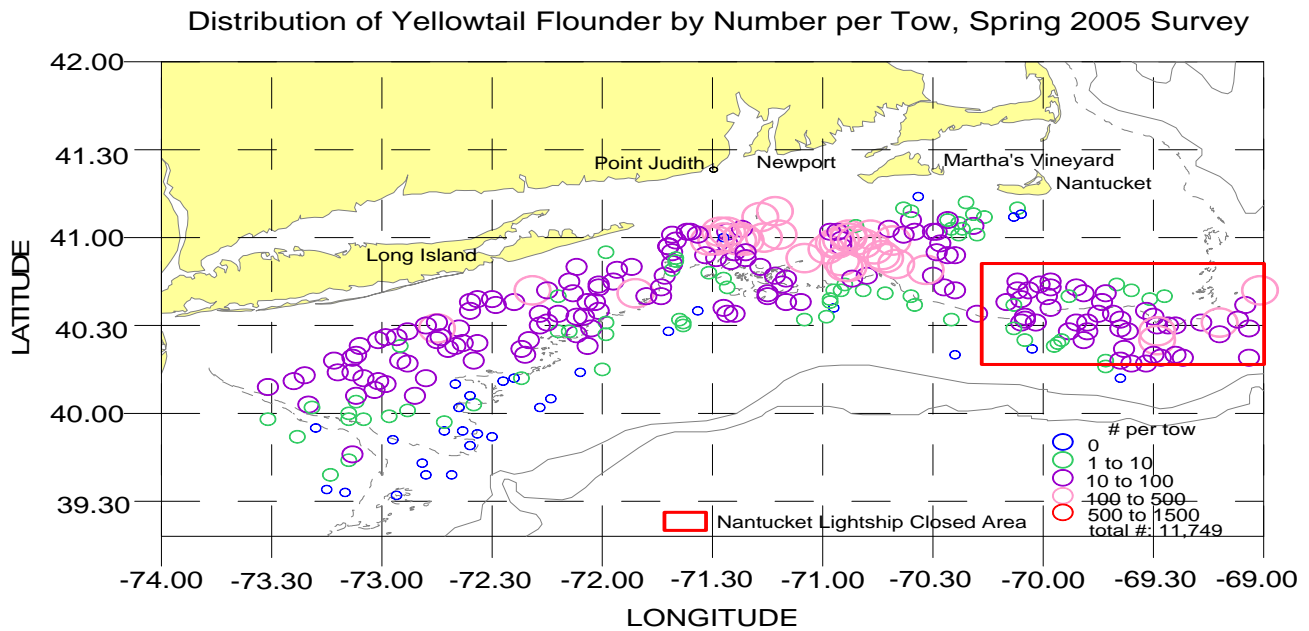 Distribution of Yellowtail Flounder by Number per Tow, Spring 2005 Survey
42.00
41.30
41.00
40.30
40.00
39.30
LATITUDE
Point Judith
Newport
Martha's Vineyard
Nantucket
Long Island
# per tow
0
1 to 10
10 to 100
100 to 500
500 to 1500
total #: 11,749
Nantucket Lightship Closed Area
-74.00 -73.30 -73.00 -72.30 -72.00 -71.30 -71.00 -70.30 -70.00 -69.30 -69.00
LONGITUDE